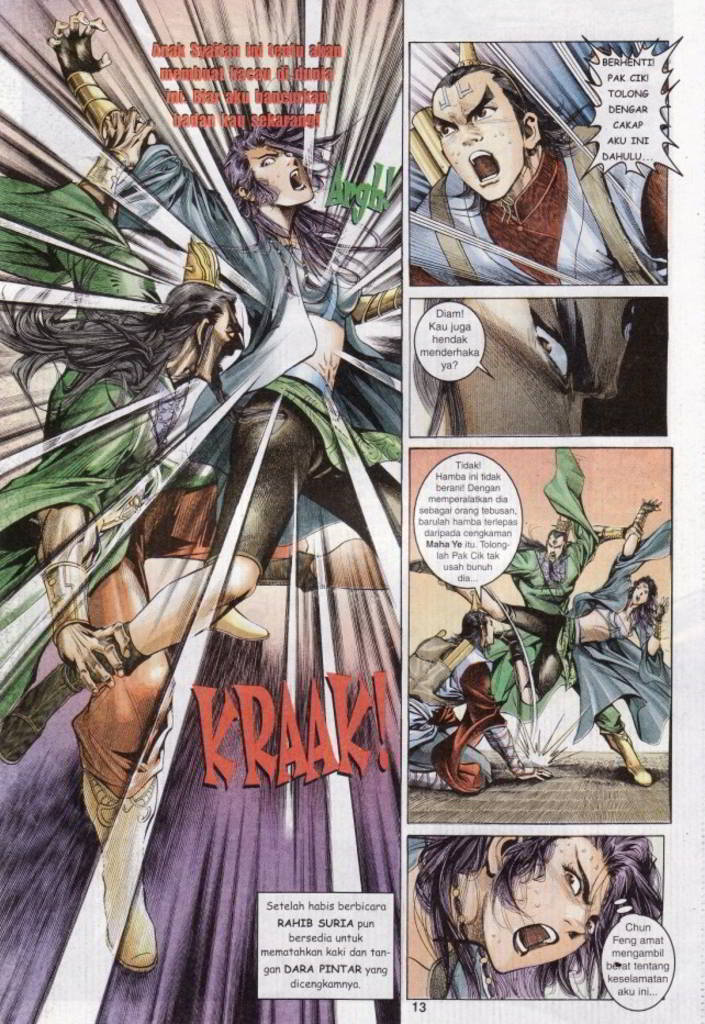 Anak Syaitan ini tentu akan
membuat kacau di dunia
ini. Biar aku hancurkan
badan kau sekarang!
Argh!
KRAAK!
Setelah habis berbicara
RAHIB SURIA pun
bersedia untuk
mematahkan kaki dan tan-
gan DARA PINTAR yang
dicengkamnya.
BERHENTI!
PAK CIK!
TOLONG
DENGAR
CAKAP
AKU INI
DAHULU...
Diam!
Kau juga
hendak
menderhaka
ya?
Tidak!
Hamba ini tidak
berani! Dengan
memperalatkan dia
sebagai orang tebusan,
barulah hamba terlepas
daripada cengkaman
Maha Ye itu. Tolong-
lah Pak Cik tak
usah bunuh
dia...
Chun
Feng amat
mengambil
berat tentang
keselamatan
aku ini...
13